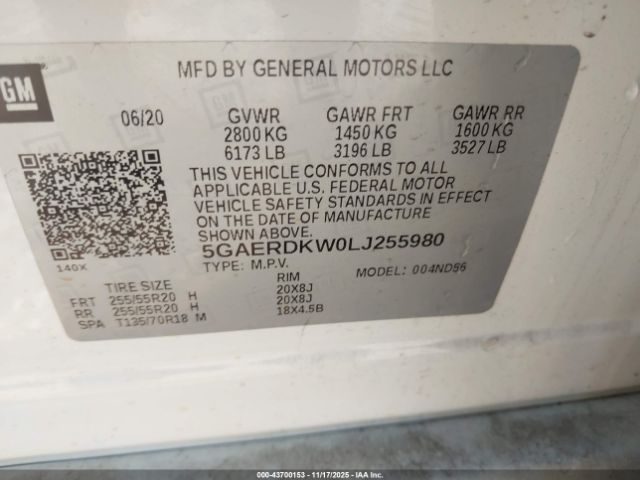 GM
MFD BY GENERAL MOTORS LLC
06/20 GVWR GAWR FRT GAWR RR
2800 KG 1450 KG 1600 KG
6173 LB 3196 LB 3527 LB
THIS VEHICLE CONFORMS TO ALL
APPLICABLE U.S. FEDERAL MOTOR
VEHICLE SAFETY STANDARDS IN EFFECT
ON THE DATE OF MANUFACTURE
SHOWN ABOVE.
5GAERDKW0LJ255980
140X TYPE: M.P.V. MODEL: 004ND56
TIRE SIZE RIM
FRT 255/55R20 H 20X8J
RR 255/55R20 H 20X8J
SPA T135/70R18 M 18X4.5B
000-43700153 - 11/17/2025 - IAA Inc.